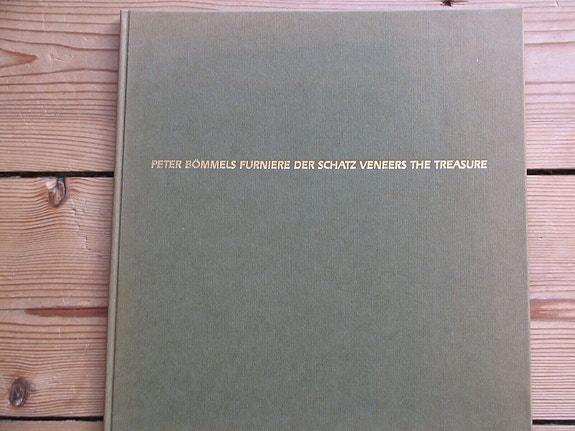 PETER BÖMMELS FURNIERE DER SCHATZ VENEERS THE TREASURE